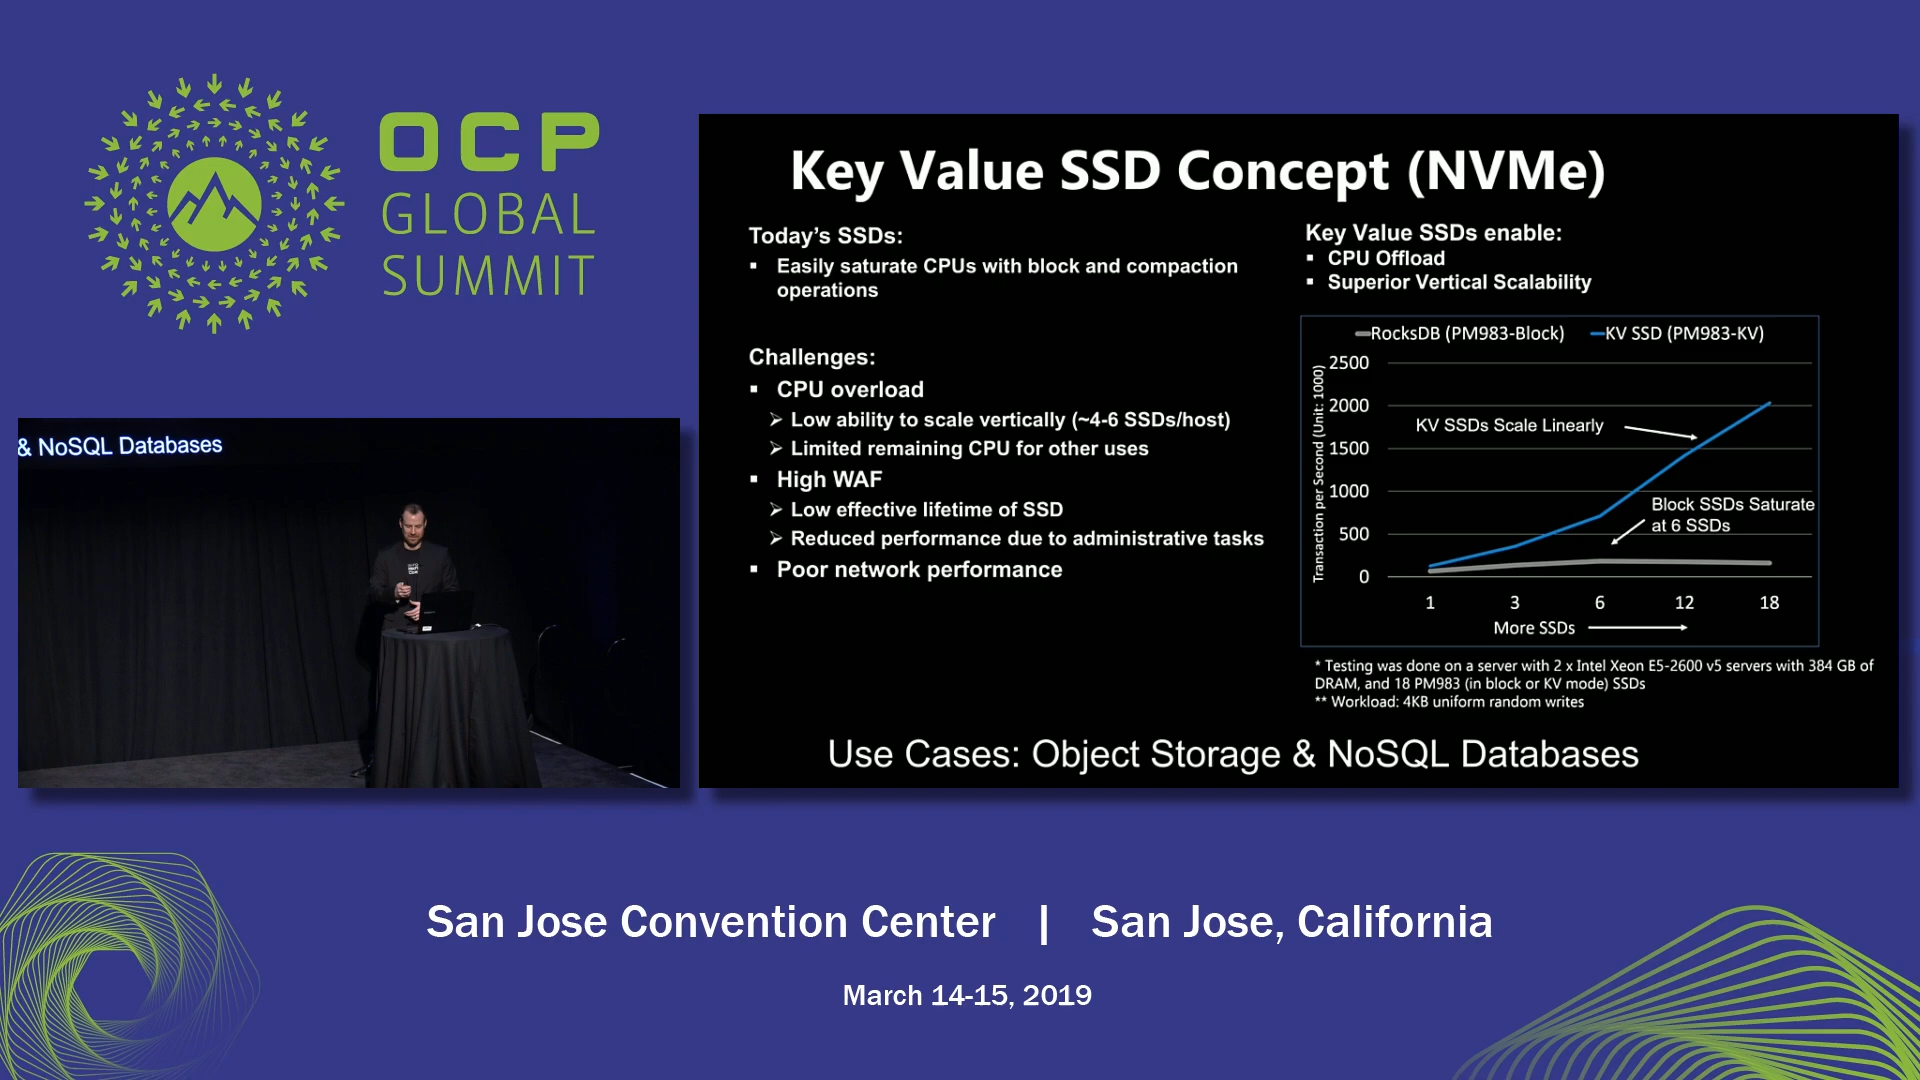 OCP
GLOBAL
SUMMIT
& NoSQL Databases
Key Value SSD Concept (NVMe)
Today's SSDs:
▪ Easily saturate CPUs with block and compaction
operations
Challenges:
▪ CPU overload
➢ Low ability to scale vertically (~4-6 SSDs/host)
➢ Limited remaining CPU for other uses
▪ High WAF
➢ Low effective lifetime of SSD
➢ Reduced performance due to administrative tasks
▪ Poor network performance
Key Value SSDs enable:
▪ CPU Offload
▪ Superior Vertical Scalability
RocksDB (PM983-Block) KV SSD (PM983-KV)
Transaction per Second (Unit: 1000)
2500
2000
1500
1000
500
0
KV SSDs Scale Linearly
Block SSDs Saturate
at 6 SSDs
1 3 6 12 18
More SSDs
* Testing was done on a server with 2 x Intel Xeon E5-2600 v5 servers with 384 GB of
DRAM, and 18 PM983 (in block or KV mode) SSDs
** Workload: 4KB uniform random writes
Use Cases: Object Storage & NoSQL Databases
San Jose Convention Center | San Jose, California
March 14-15, 2019